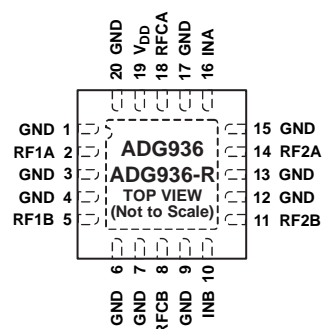 20 GND
19 VDD
18 RFCA
17 GND
16 INA
GND 1
RF1A 2
GND 3
GND 4
RF1B 5
ADG936
ADG936-R
TOP VIEW
(Not to Scale)
15 GND
14 RF2A
13 GND
12 GND
11 RF2B
GND 6
GND 7
RFCB 8
GND 9
INB 10